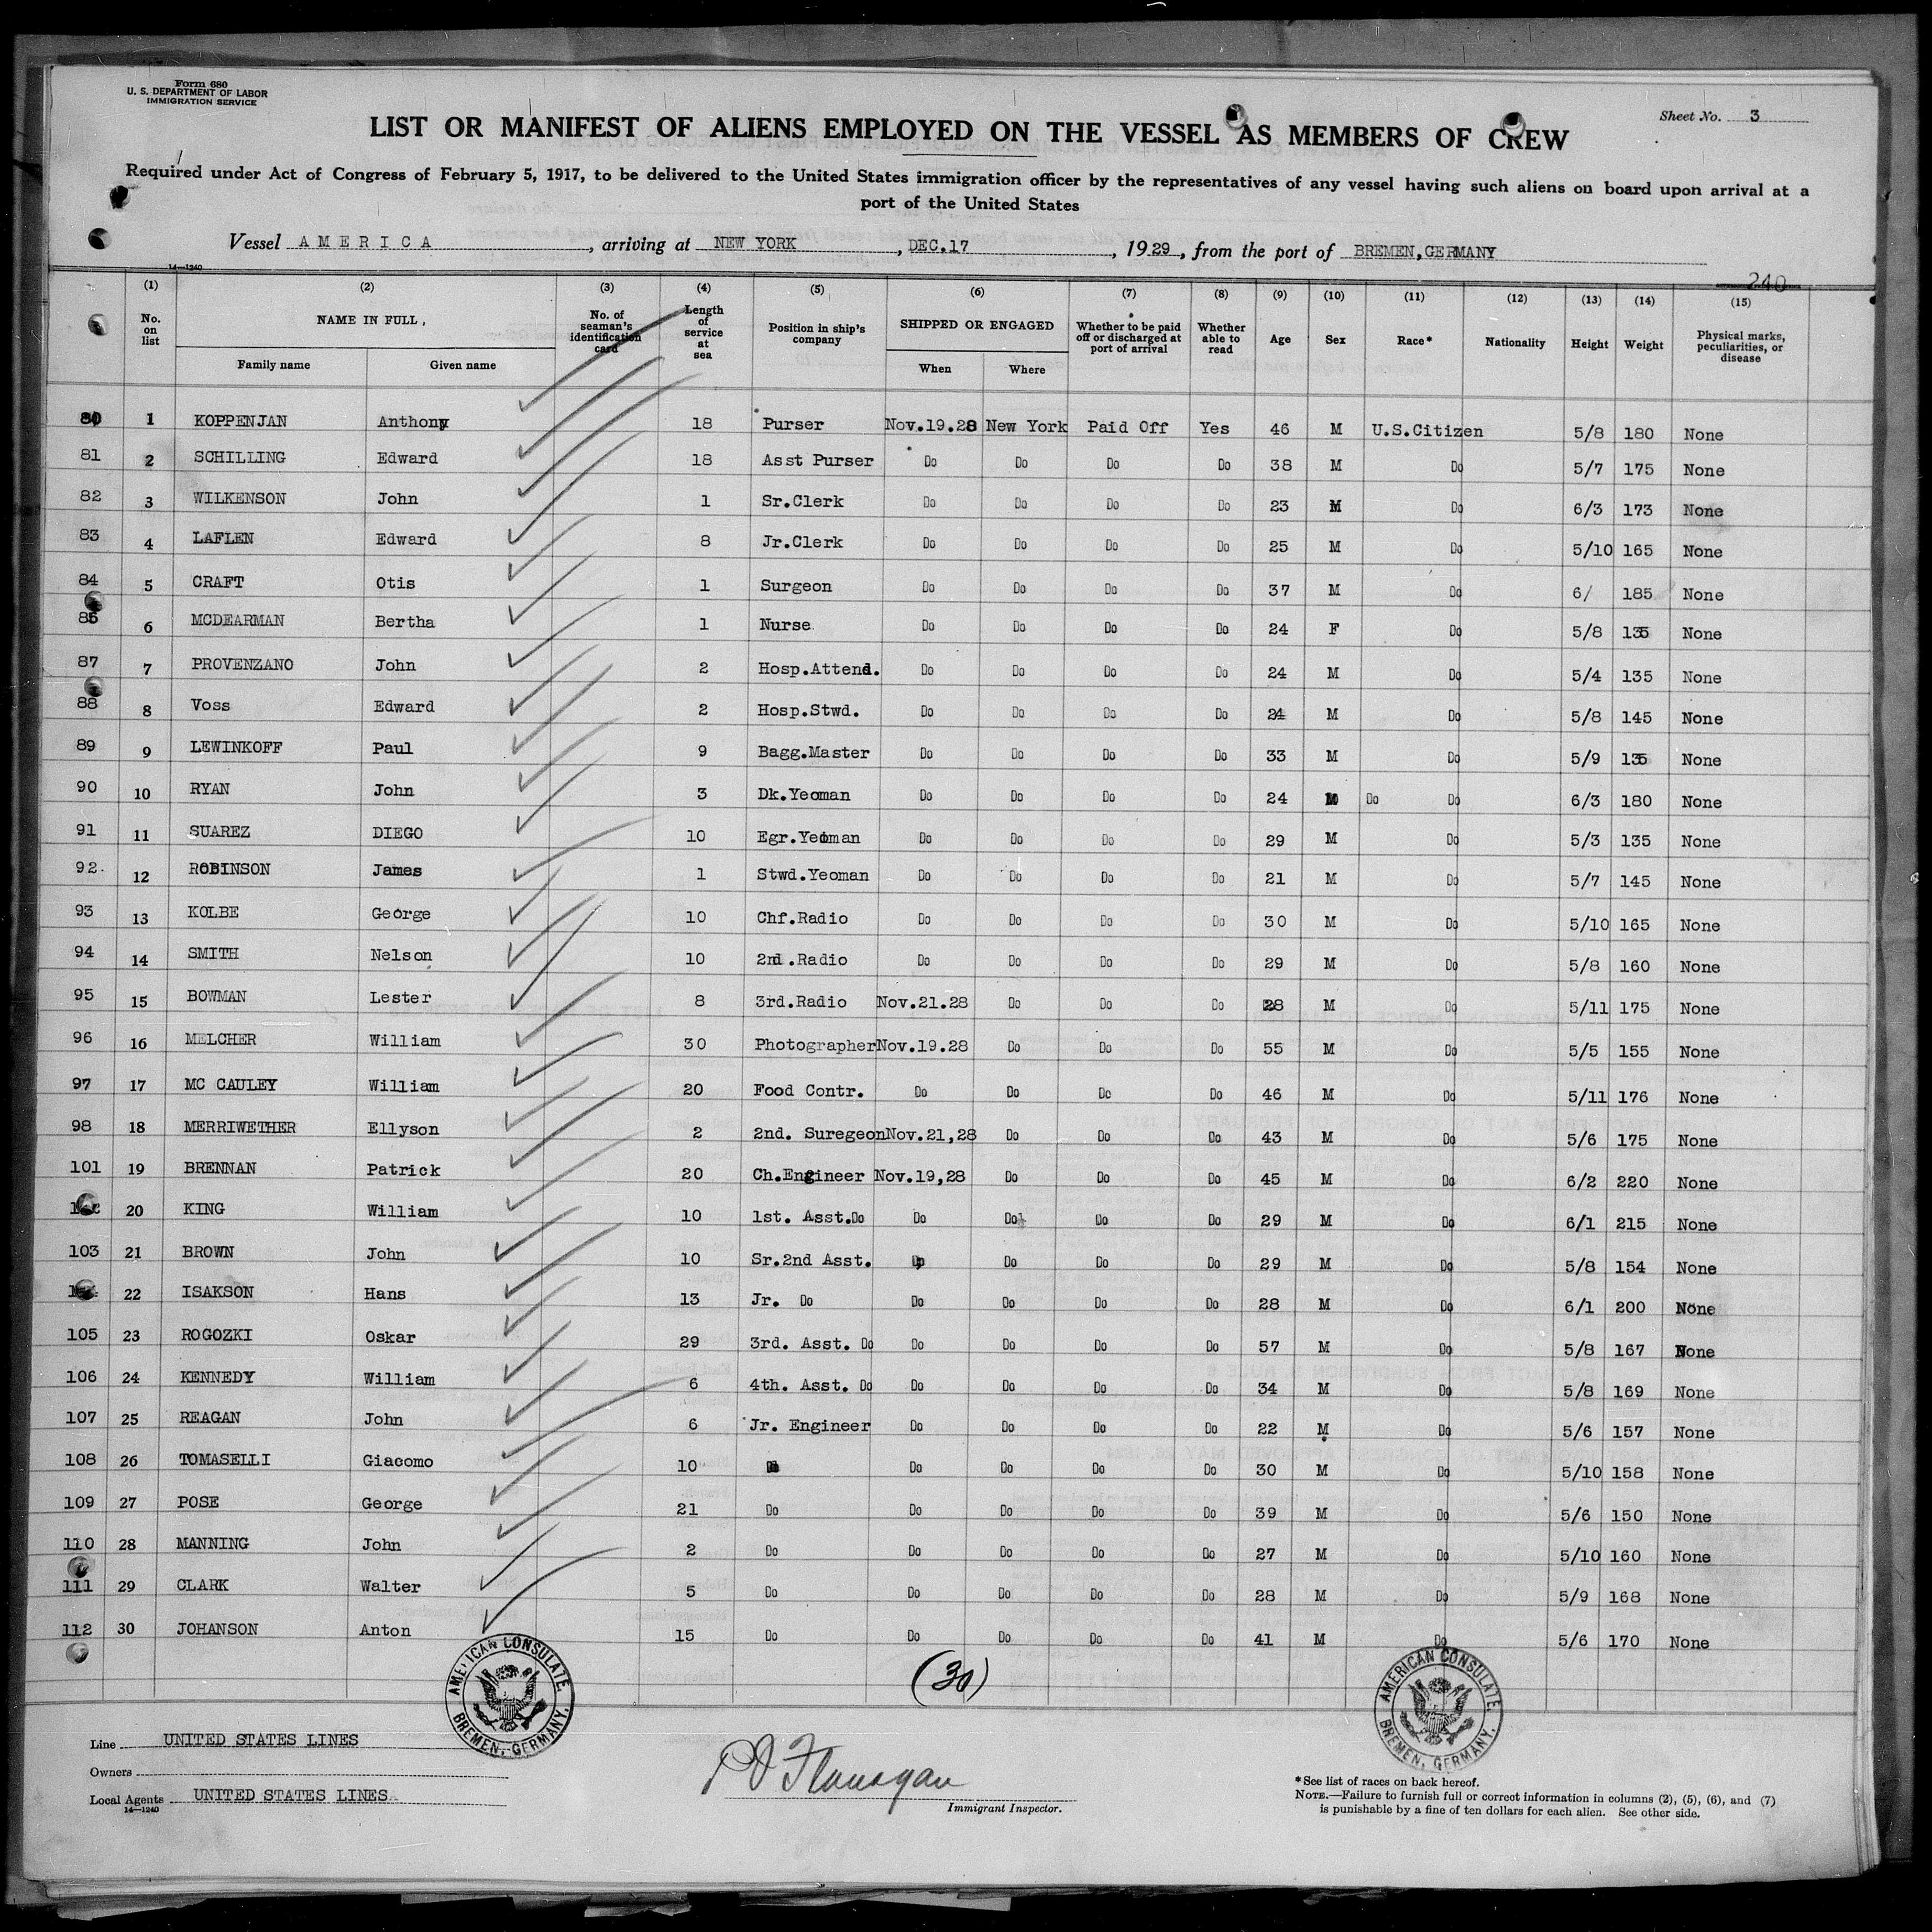 Form 680
U. S. DEPARTMENT OF LABOR
IMMIGRATION SERVICE
Sheet No. 3
LIST OR MANIFEST OF ALIENS EMPLOYED ON THE VESSEL AS MEMBERS OF CREW
Required under Act of Congress of February 5, 1917, to be delivered to the United States immigration officer by the representatives of any vessel having such aliens on board upon arrival at a
port of the United States
Vessel AMERICA, arriving at NEW YORK, DEC.17, 1929, from the port of BREMEN,GERMANY
14—1240
240
(1) (2) (3) (4) (5) (6) (7) (8) (9) (10) (11) (12) (13) (14) (15)
No. on list NAME IN FULL, Family name Given name No. of seaman's identification card Length of service at sea Position in ship's company SHIPPED OR ENGAGED When Where Whether to be paid off or discharged at port of arrival Whether able to read Age Sex Race* Nationality Height Weight Physical marks, peculiarities, or disease
80 1 KOPPENJAN Anthony 18 Purser Nov.19.28 New York Paid Off Yes 46 M U.S.Citizen 5/8 180 None
81 2 SCHILLING Edward 18 Asst Purser Do Do Do Do 38 M Do 5/7 175 None
82 3 WILKENSON John 1 Sr.Clerk Do Do Do Do 23 M Do 6/3 173 None
83 4 LAFLEN Edward 8 Jr.Clerk Do Do Do Do 25 M Do 5/10 165 None
84 5 CRAFT Otis 1 Surgeon Do Do Do Do 37 M Do 6/ 185 None
6 MCDEARMAN Bertha 1 Nurse Do Do Do Do 24 F Do 5/8 135 None
87 7 PROVENZANO John 2 Hosp.Attend. Do Do Do Do 24 M Do 5/4 135 None
88 8 Voss Edward 2 Hosp.Stwd. Do Do Do Do 24 M Do 5/8 145 None
89 9 LEWINKOFF Paul 9 Bagg.Master Do Do Do Do 33 M Do 5/9 135 None
90 10 RYAN John 3 Dk.Yeoman Do Do Do Do 24 M Do Do 6/3 180 None
91 11 SUAREZ DIEGO 10 Egr.Yeoman Do Do Do Do 29 M Do 5/3 135 None
92. 12 ROBINSON James 1 Stwd.Yeoman Do Do Do Do 21 M Do 5/7 145 None
93 13 KOLBE George 10 Chf.Radio Do Do Do Do 30 M Do 5/10 165 None
94 14 SMITH Nelson 10 2nd.Radio Do Do Do Do 29 M Do 5/8 160 None
95 15 BOWMAN Lester 8 3rd.Radio Nov.21.28 Do Do Do 28 M Do 5/11 175 None
96 16 MELCHER William 30 Photographer Nov.19.28 Do Do Do 55 M Do 5/5 155 None
97 17 MC CAULEY William 20 Food Contr. Do Do Do Do 46 M Do 5/11 176 None
98 18 MERRIWETHER Ellyson 2 2nd. Suregeon Nov.21,28 Do Do Do 43 M Do 5/6 175 None
101 19 BRENNAN Patrick 20 Ch.Engineer Nov.19,28 Do Do Do 45 M Do 6/2 220 None
20 KING William 10 1st. Asst.Do Do Do Do Do 29 M Do 6/1 215 None
103 21 BROWN John 10 Sr.2nd Asst. Do Do Do Do 29 M Do 5/8 154 None
22 ISAKSON Hans 13 Jr. Do Do Do Do Do 28 M Do 6/1 200 None
105 23 ROGOZKI Oskar 29 3rd. Asst. Do Do Do Do Do 57 M Do 5/8 167 None
106 24 KENNEDY William 6 4th. Asst. Do Do Do Do Do 34 M Do 5/8 169 None
107 25 REAGAN John 6 Jr. Engineer Do Do Do Do 22 M Do 5/6 157 None
108 26 TOMASELLI Giacomo 10 Do Do Do Do Do 30 M Do 5/10 158 None
109 27 POSE George 21 Do Do Do Do Do 39 M Do 5/6 150 None
110 28 MANNING John 2 Do Do Do Do Do 27 M Do 5/10 160 None
111 29 CLARK Walter 5 Do Do Do Do Do 28 M Do 5/9 168 None
112 30 JOHANSON Anton 15 Do Do Do Do Do 41 M Do 5/6 170 None
(30)
AMERICAN CONSULATE. BREMEN, GERMANY.
AMERICAN CONSULATE. BREMEN, GERMANY.
Line UNITED STATES LINES
Owners
Local Agents UNITED STATES LINES
14—1240
P J Flanagan
Immigrant Inspector.
*See list of races on back hereof.
NOTE.—Failure to furnish full or correct information in columns (2), (5), (6), and (7)
is punishable by a fine of ten dollars for each alien. See other side.